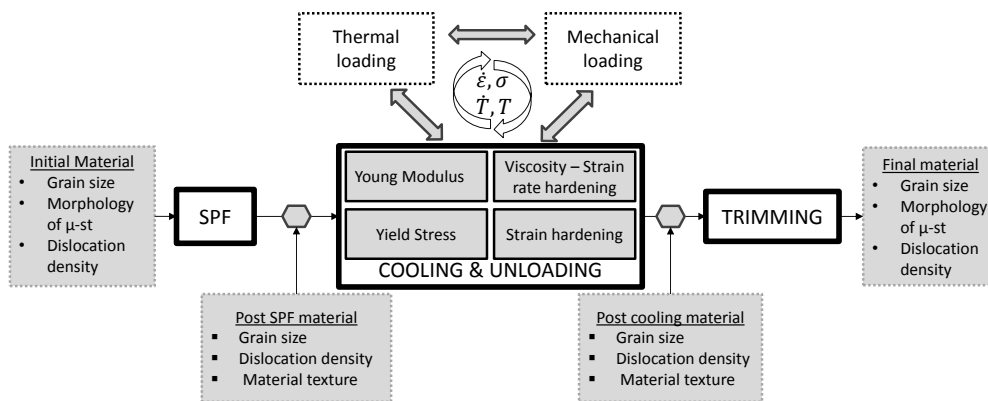 Thermal
loading
Mechanical
loading
ε̇, σ
Ṫ, T
Initial Material
• Grain size
• Morphology
of μ-st
• Dislocation
density
SPF
Young Modulus
Viscosity – Strain
rate hardening
Yield Stress
Strain hardening
COOLING & UNLOADING
TRIMMING
Final material
• Grain size
• Morphology
of μ-st
• Dislocation
density
Post SPF material
▪ Grain size
▪ Dislocation density
▪ Material texture
Post cooling material
▪ Grain size
▪ Dislocation density
▪ Material texture